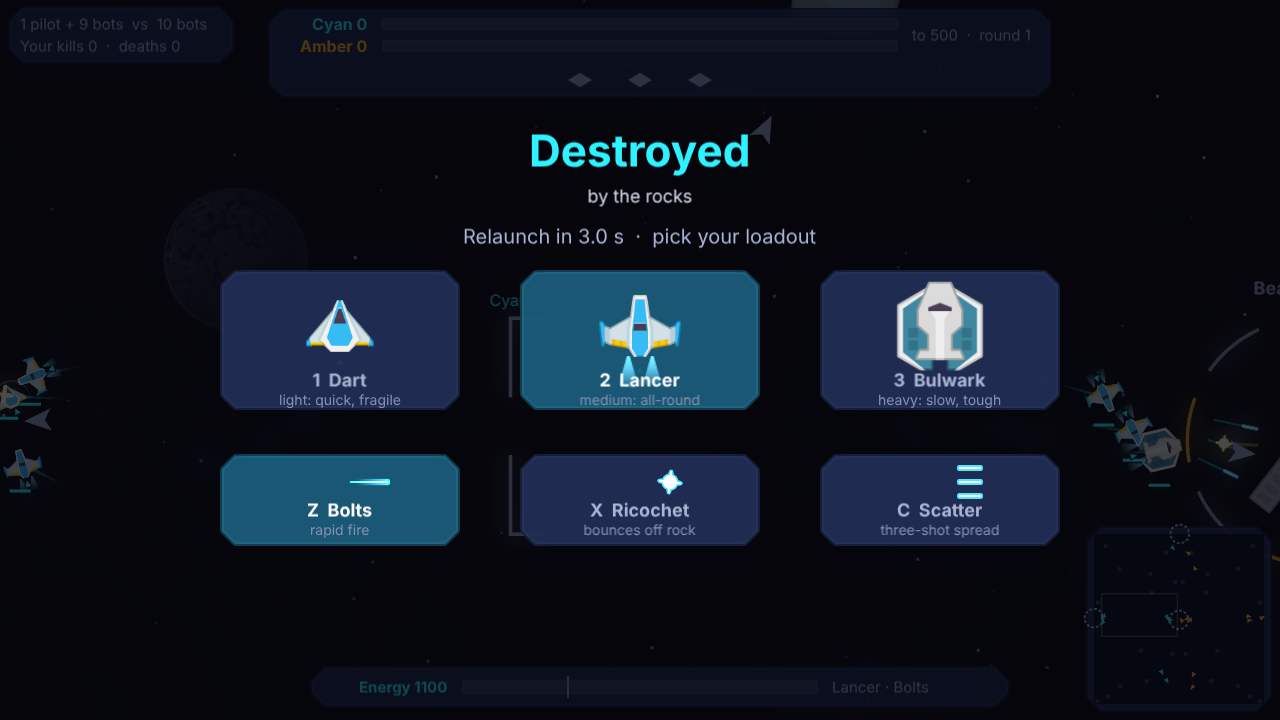 1 pilot + 9 bots vs 10 bots
Your kills 0 · deaths 0
Cyan 0
Amber 0
to 500 · round 1
Destroyed
by the rocks
Relaunch in 3.0 s · pick your loadout
1 Dart
light: quick, fragile
2 Lancer
medium: all-round
3 Bulwark
heavy: slow, tough
Z Bolts
rapid fire
X Ricochet
bounces off rock
C Scatter
three-shot spread
Energy 1100
Lancer · Bolts